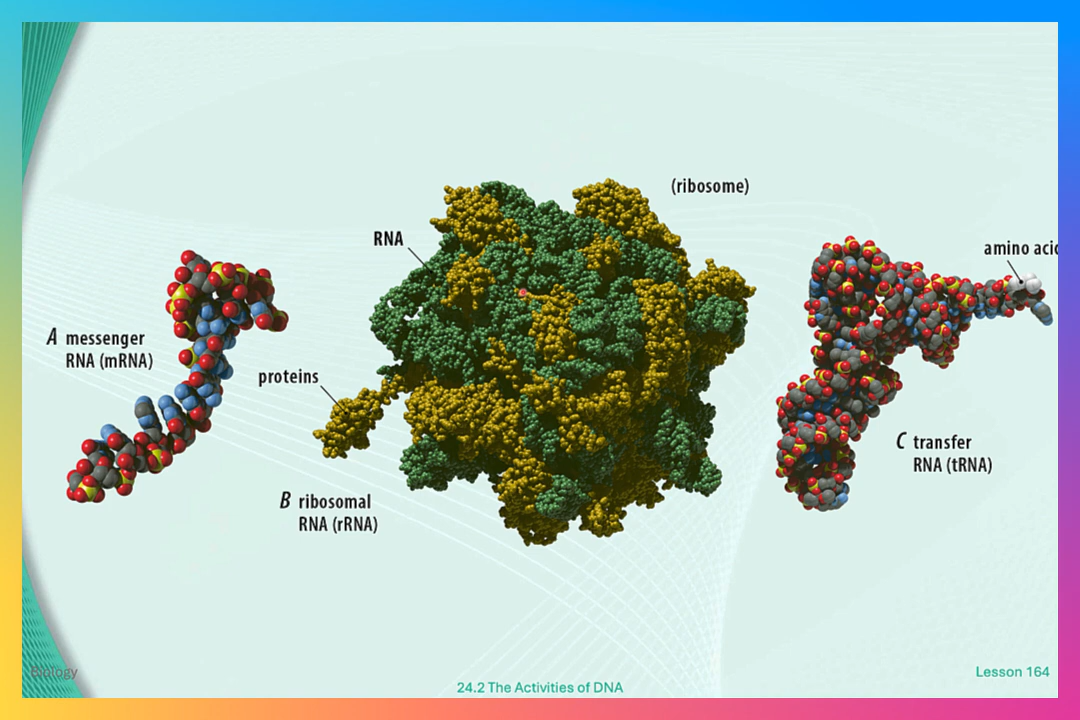 (ribosome)
RNA
amino acid
A messenger
RNA (mRNA)
proteins
C transfer
RNA (tRNA)
B ribosomal
RNA (rRNA)
Biology
24.2 The Activities of DNA
Lesson 164